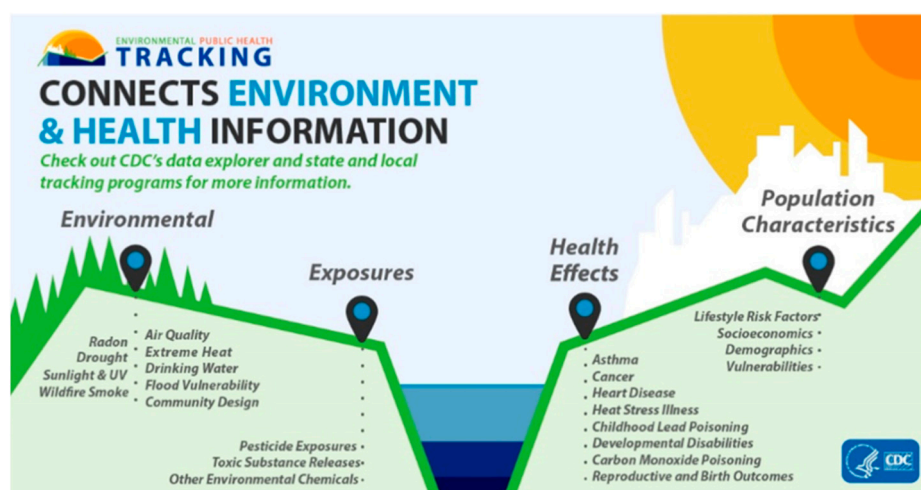 ENVIRONMENTAL PUBLIC HEALTH
TRACKING
CONNECTS ENVIRONMENT
& HEALTH INFORMATION
Check out CDC's data explorer and state and local
tracking programs for more information.
Environmental
Radon
Drought
Sunlight & UV
Wildfire Smoke
Air Quality
Extreme Heat
Drinking Water
Flood Vulnerability
Community Design
Exposures
Pesticide Exposures
Toxic Substance Releases
Other Environmental Chemicals
Health
Effects
Asthma
Cancer
Heart Disease
Heat Stress Illness
Childhood Lead Poisoning
Developmental Disabilities
Carbon Monoxide Poisoning
Reproductive and Birth Outcomes
Population
Characteristics
Lifestyle Risk Factors
Socioeconomics
Demographics
Vulnerabilities
CDC